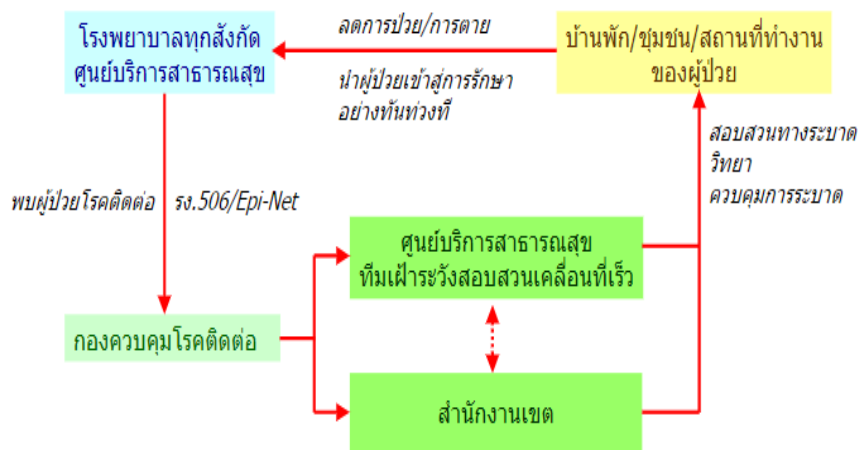 โรงพยาบาลทุกสังกัด
ศูนย์บริการสาธารณสุข
ลดการป่วย/การตาย
นำผู้ป่วยเข้าสู่การรักษา
อย่างทันท่วงที
บ้านพัก/ชุมชน/สถานที่ทำงาน
ของผู้ป่วย
สอบสวนทางระบาด
วิทยา
ควบคุมการระบาด
พบผู้ป่วยโรคติดต่อ
รง.506/Epi-Net
ศูนย์บริการสาธารณสุข
ทีมเฝ้าระวังสอบสวนเคลื่อนที่เร็ว
กองควบคุมโรคติดต่อ
สำนักงานเขต